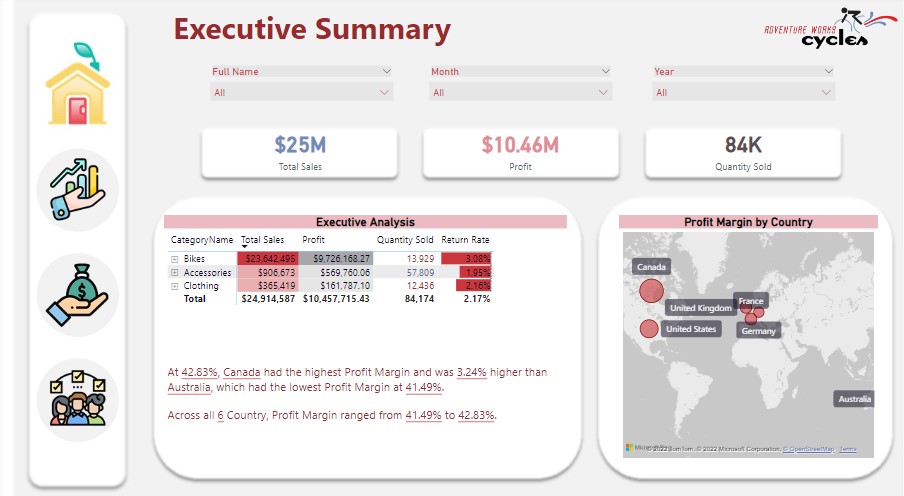 Executive Summary
ADVENTURE WORKS
cycles
Full Name
Month
Year
All
All
All
$25M
Total Sales
$10.46M
Profit
84K
Quantity Sold
Executive Analysis
CategoryName Total Sales Profit Quantity Sold Return Rate
Bikes $23,642,495 $9,726,168.27 13,929 3.08%
Accessories $906,673 $569,760.06 57,809 1.95%
Clothing $365,419 $161,787.10 12,436 2.16%
Total $24,914,587 $10,457,715.43 84,174 2.17%
At 42.83%, Canada had the highest Profit Margin and was 3.24% higher than
Australia, which had the lowest Profit Margin at 41.49%.
Across all 6 Country, Profit Margin ranged from 41.49% to 42.83%.
Profit Margin by Country
Canada
France
United Kingdom
United States
Germany
Australia
© 2022 TomTom, © 2022 Microsoft Corporation, © OpenStreetMap Terms